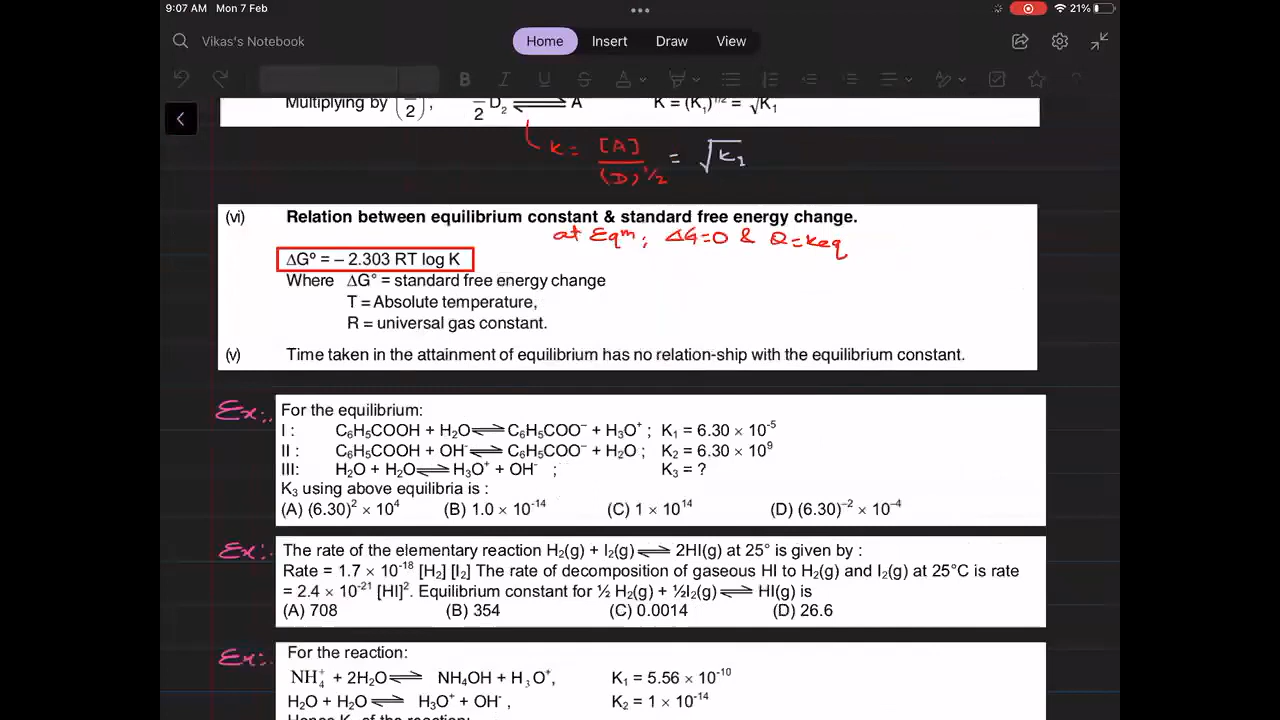 9:07 AM Mon 7 Feb
21%
Vikas's Notebook
Home Insert Draw View
B I U S A
Multiplying by (1/2), 1/2 D₂ ⇌ A K = (K₁)^1/2 = √K₁
K = [A]/(D)^1/2 = √K₁
(vi) Relation between equilibrium constant & standard free energy change.
at Eqm; ΔG=0 & Q=Keq
ΔGº = – 2.303 RT log K
Where ΔG° = standard free energy change
T = Absolute temperature,
R = universal gas constant.
(v) Time taken in the attainment of equilibrium has no relation-ship with the equilibrium constant.
Ex:. For the equilibrium:
I : C₆H₅COOH + H₂O ⇌ C₆H₅COO⁻ + H₃O⁺ ; K₁ = 6.30 × 10⁻⁵
II : C₆H₅COOH + OH⁻ ⇌ C₆H₅COO⁻ + H₂O ; K₂ = 6.30 × 10⁹
III: H₂O + H₂O ⇌ H₃O⁺ + OH⁻ ; K₃ = ?
K₃ using above equilibria is :
(A) (6.30)² × 10⁴ (B) 1.0 × 10⁻¹⁴ (C) 1 × 10¹⁴ (D) (6.30)⁻² × 10⁻⁴
Ex:. The rate of the elementary reaction H₂(g) + I₂(g) ⇌ 2HI(g) at 25° is given by :
Rate = 1.7 × 10⁻¹⁸ [H₂] [I₂] The rate of decomposition of gaseous HI to H₂(g) and I₂(g) at 25°C is rate
= 2.4 × 10⁻²¹ [HI]². Equilibrium constant for ½ H₂(g) + ½I₂(g) ⇌ HI(g) is
(A) 708 (B) 354 (C) 0.0014 (D) 26.6
Ex:. For the reaction:
NH₄⁺ + 2H₂O ⇌ NH₄OH + H₃O⁺, K₁ = 5.56 × 10⁻¹⁰
H₂O + H₂O ⇌ H₃O⁺ + OH⁻ , K₂ = 1 × 10⁻¹⁴
of the reaction: